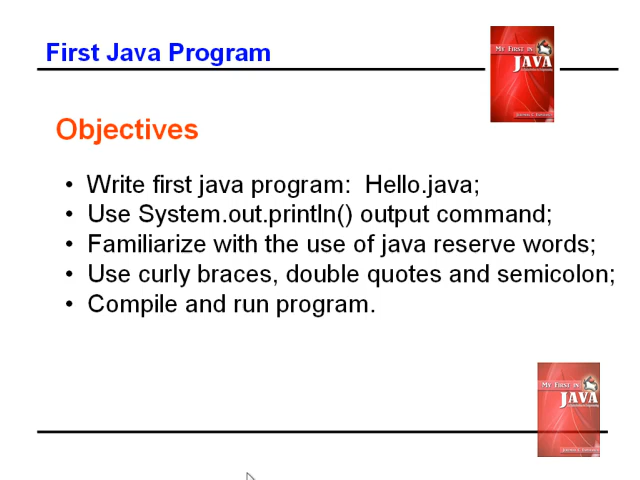 First Java Program
MY FIRST IN
JAVA
Objectives
• Write first java program:  Hello.java;
• Use System.out.println() output command;
• Familiarize with the use of java reserve words;
• Use curly braces, double quotes and semicolon;
• Compile and run program.
MY FIRST IN
JAVA